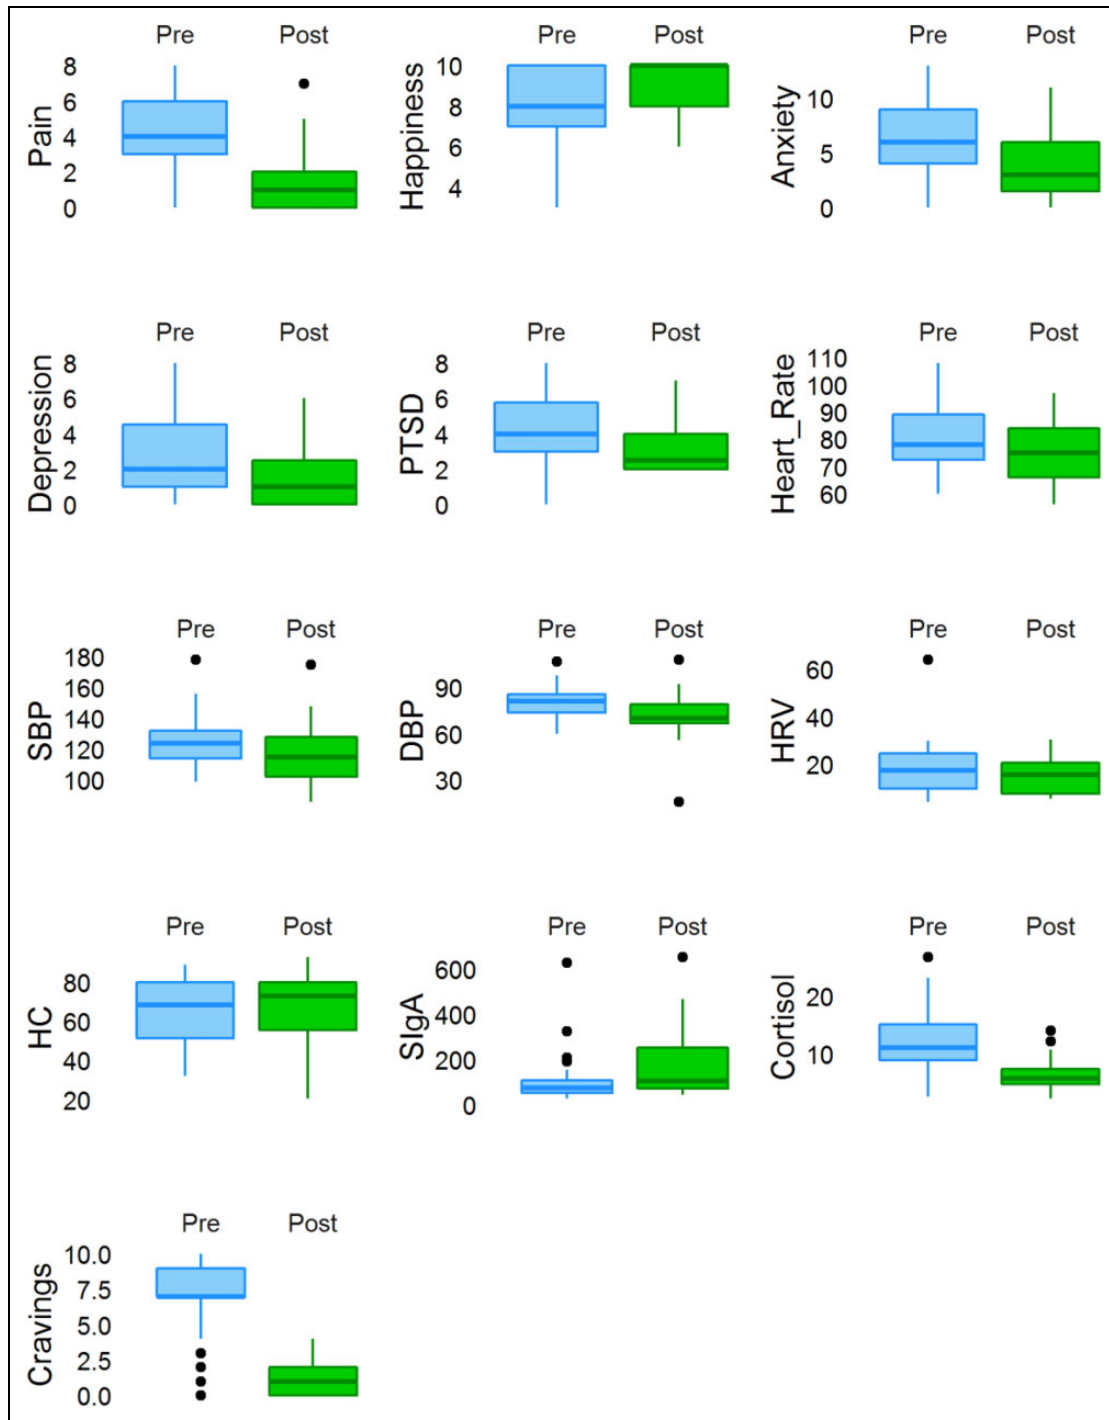 Pre Post
Pain
8
6
4
2
0
Pre Post
Happiness
10
8
6
4
Pre Post
Anxiety
10
5
0
Pre Post
Depression
8
6
4
2
0
Pre Post
PTSD
8
6
4
2
0
Pre Post
Heart_Rate
110
100
90
80
70
60
Pre Post
SBP
180
160
140
120
100
Pre Post
DBP
90
60
30
Pre Post
HRV
60
40
20
Pre Post
HC
80
60
40
20
Pre Post
SIgA
600
400
200
0
Pre Post
Cortisol
20
10
Pre Post
Cravings
10.0
7.5
5.0
2.5
0.0